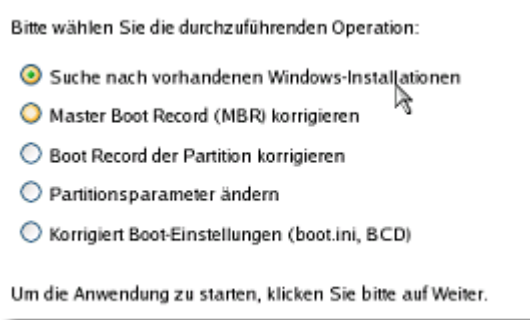 Bitte wählen Sie die durchzuführenden Operation:
Suche nach vorhandenen Windows-Installationen
Master Boot Record (MBR) korrigieren
Boot Record der Partition korrigieren
Partitionsparameter ändern
Korrigiert Boot-Einstellungen (boot.ini, BCD)
Um die Anwendung zu starten, klicken Sie bitte auf Weiter.